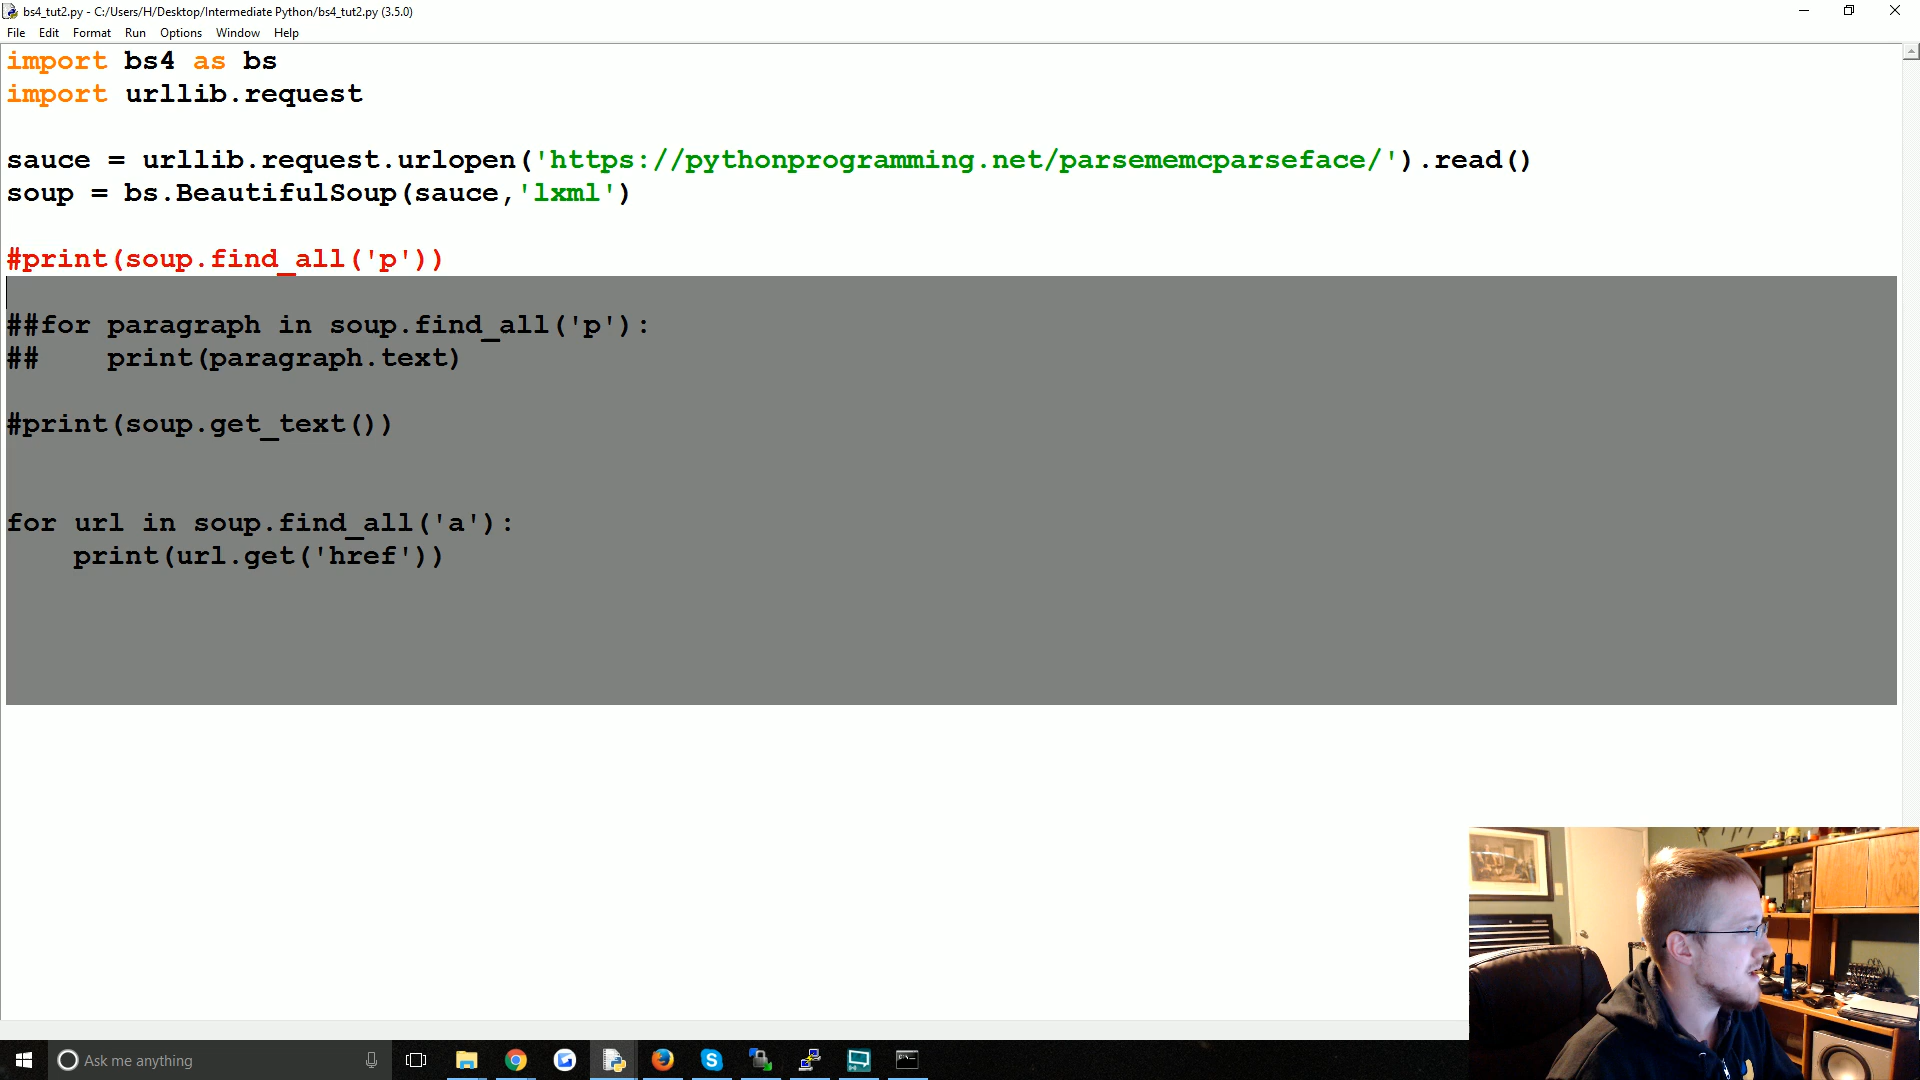 bs4_tut2.py - C:/Users/H/Desktop/Intermediate Python/bs4_tut2.py (3.5.0)
File Edit Format Run Options Window Help
import bs4 as bs
import urllib.request
sauce = urllib.request.urlopen('https://pythonprogramming.net/parsememcparseface/').read()
soup = bs.BeautifulSoup(sauce,'lxml')
#print(soup.find_all('p'))
##for paragraph in soup.find_all('p'):
##    print(paragraph.text)
#print(soup.get_text())
for url in soup.find_all('a'):
    print(url.get('href'))
Ask me anything